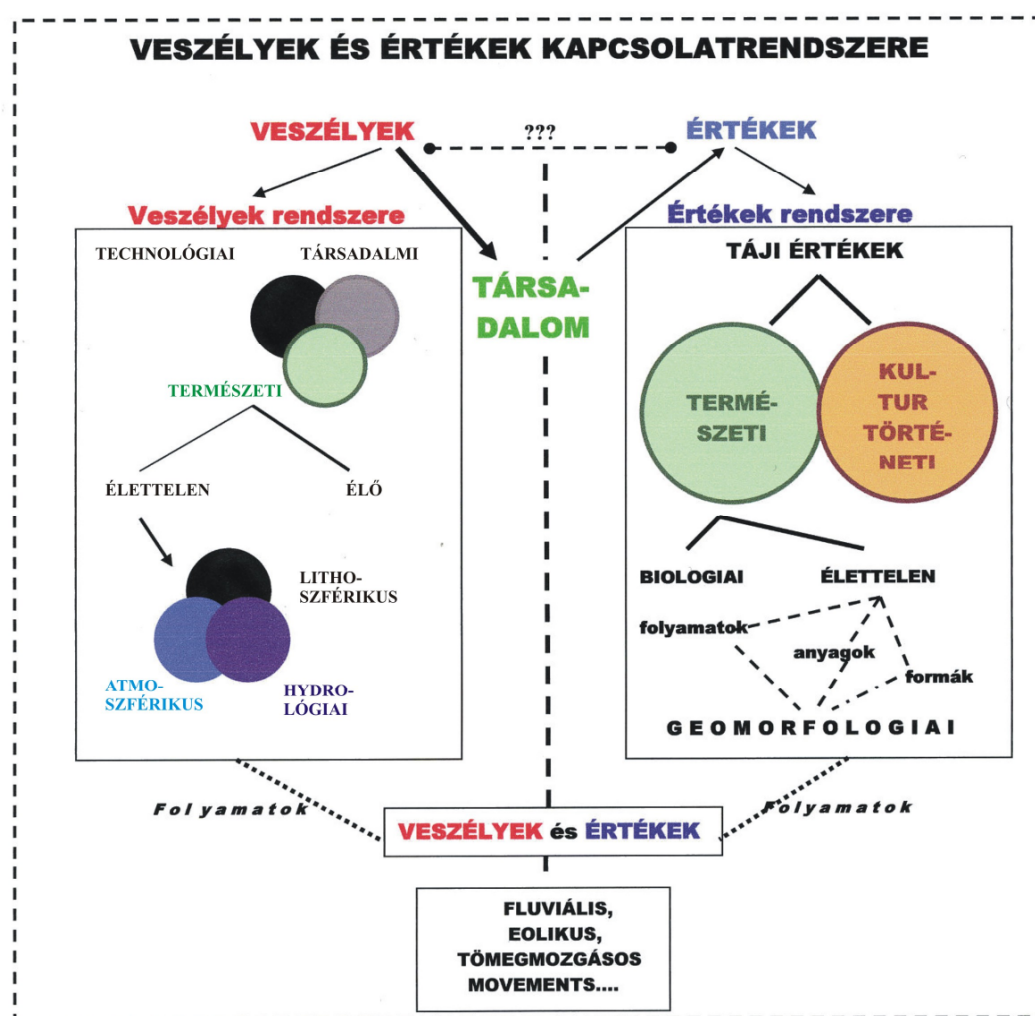 VESZÉLYEK ÉS ÉRTÉKEK KAPCSOLATRENDSZERE
VESZÉLYEK
???
ÉRTÉKEK
Veszélyek rendszere
Értékek rendszere
TECHNOLÓGIAI
TÁRSADALMI
TERMÉSZETI
ÉLETTELEN
ÉLŐ
LITHO-
SZFÉRIKUS
ATMO-
SZFÉRIKUS
HYDRO-
LÓGIAI
TÁRSA-
DALOM
TÁJI ÉRTÉKEK
TERMÉ-
SZETI
KUL-
TUR
TÖRTÉ-
NETI
BIOLOGIAI
ÉLETTELEN
folyamatok
anyagok
formák
GEOMORFOLOGIAI
Folyamatok
Folyamatok
VESZÉLYEK és ÉRTÉKEK
FLUVIÁLIS,
EOLIKUS,
TÖMEGMOZGÁSOS
MOVEMENTS....